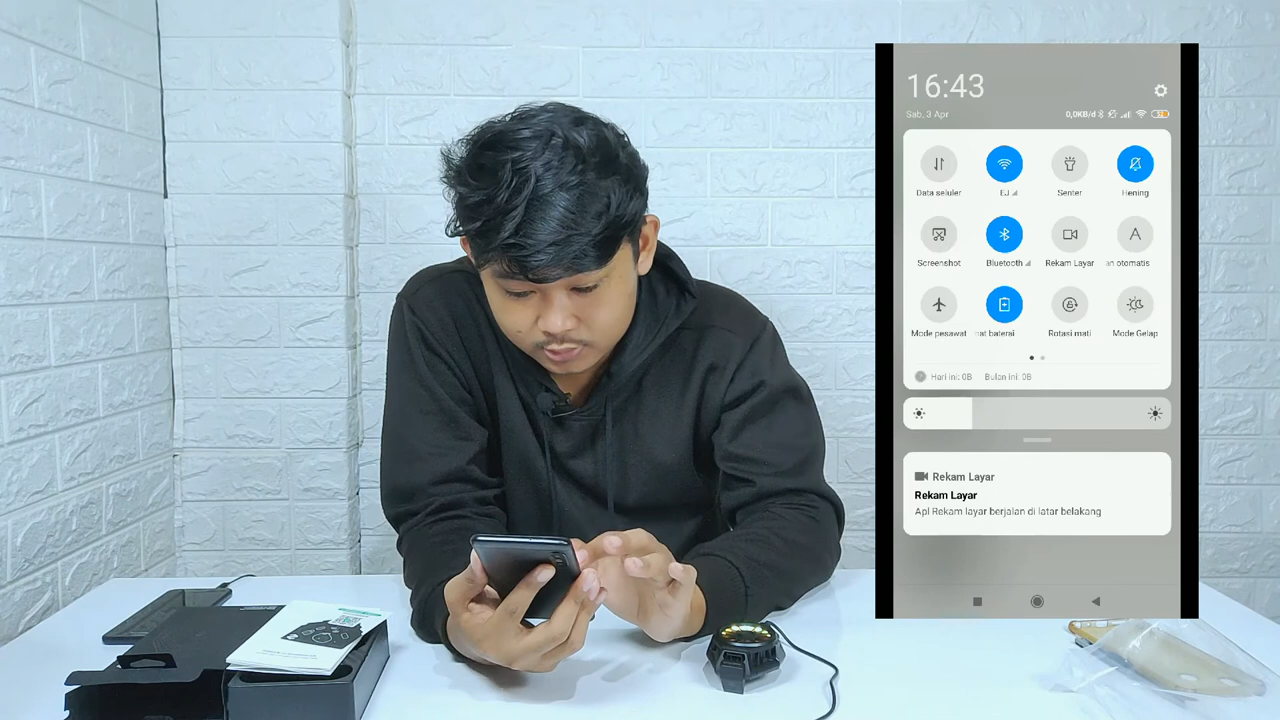 16:43
Sab, 3 Apr
0,0KB/d
Data seluler
EJ
Senter
Hening
Screenshot
Bluetooth
Rekam Layar
an otomatis
Mode pesawat
nat baterai
Rotasi mati
Mode Gelap
Hari ini: 0B
Bulan ini: 0B
Rekam Layar
Rekam Layar
Apl Rekam layar berjalan di latar belakang